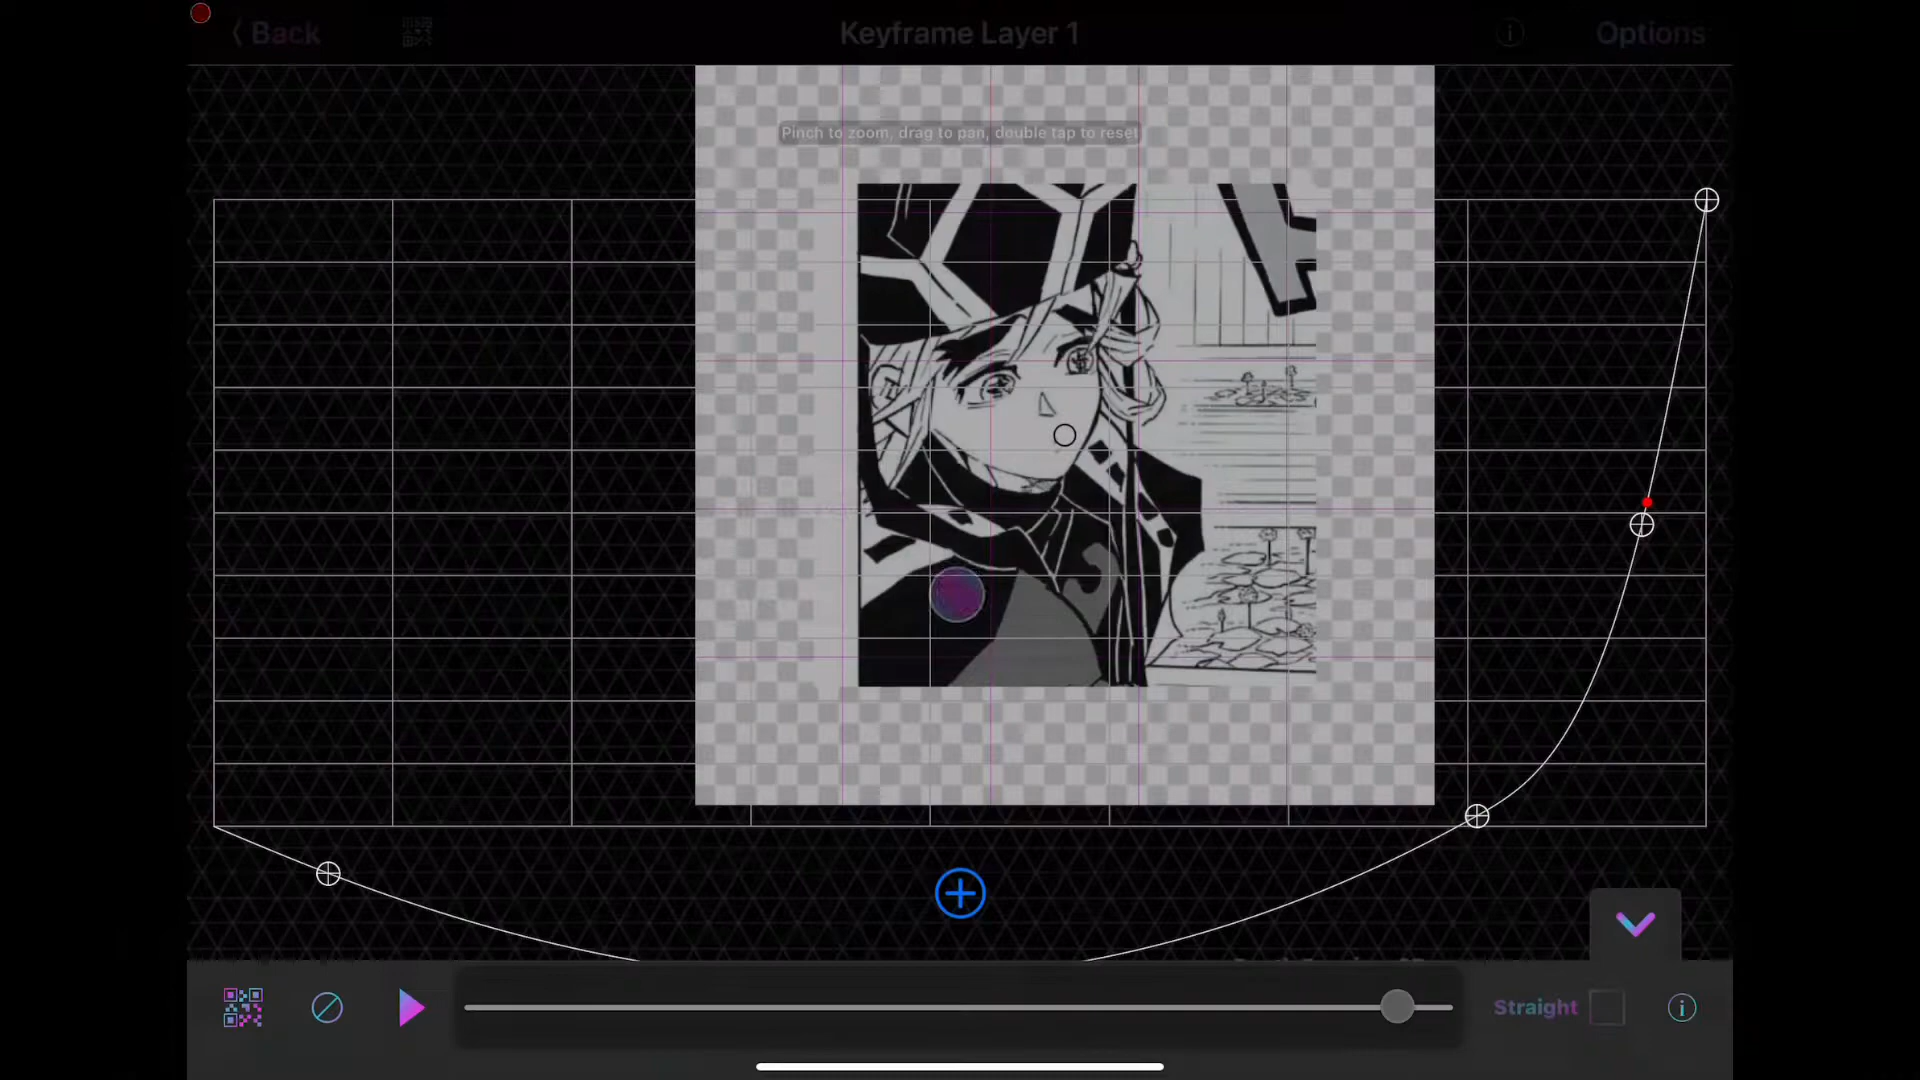 Back
Keyframe Layer 1
Options
Pinch to zoom, drag to pan, double tap to reset
Straight